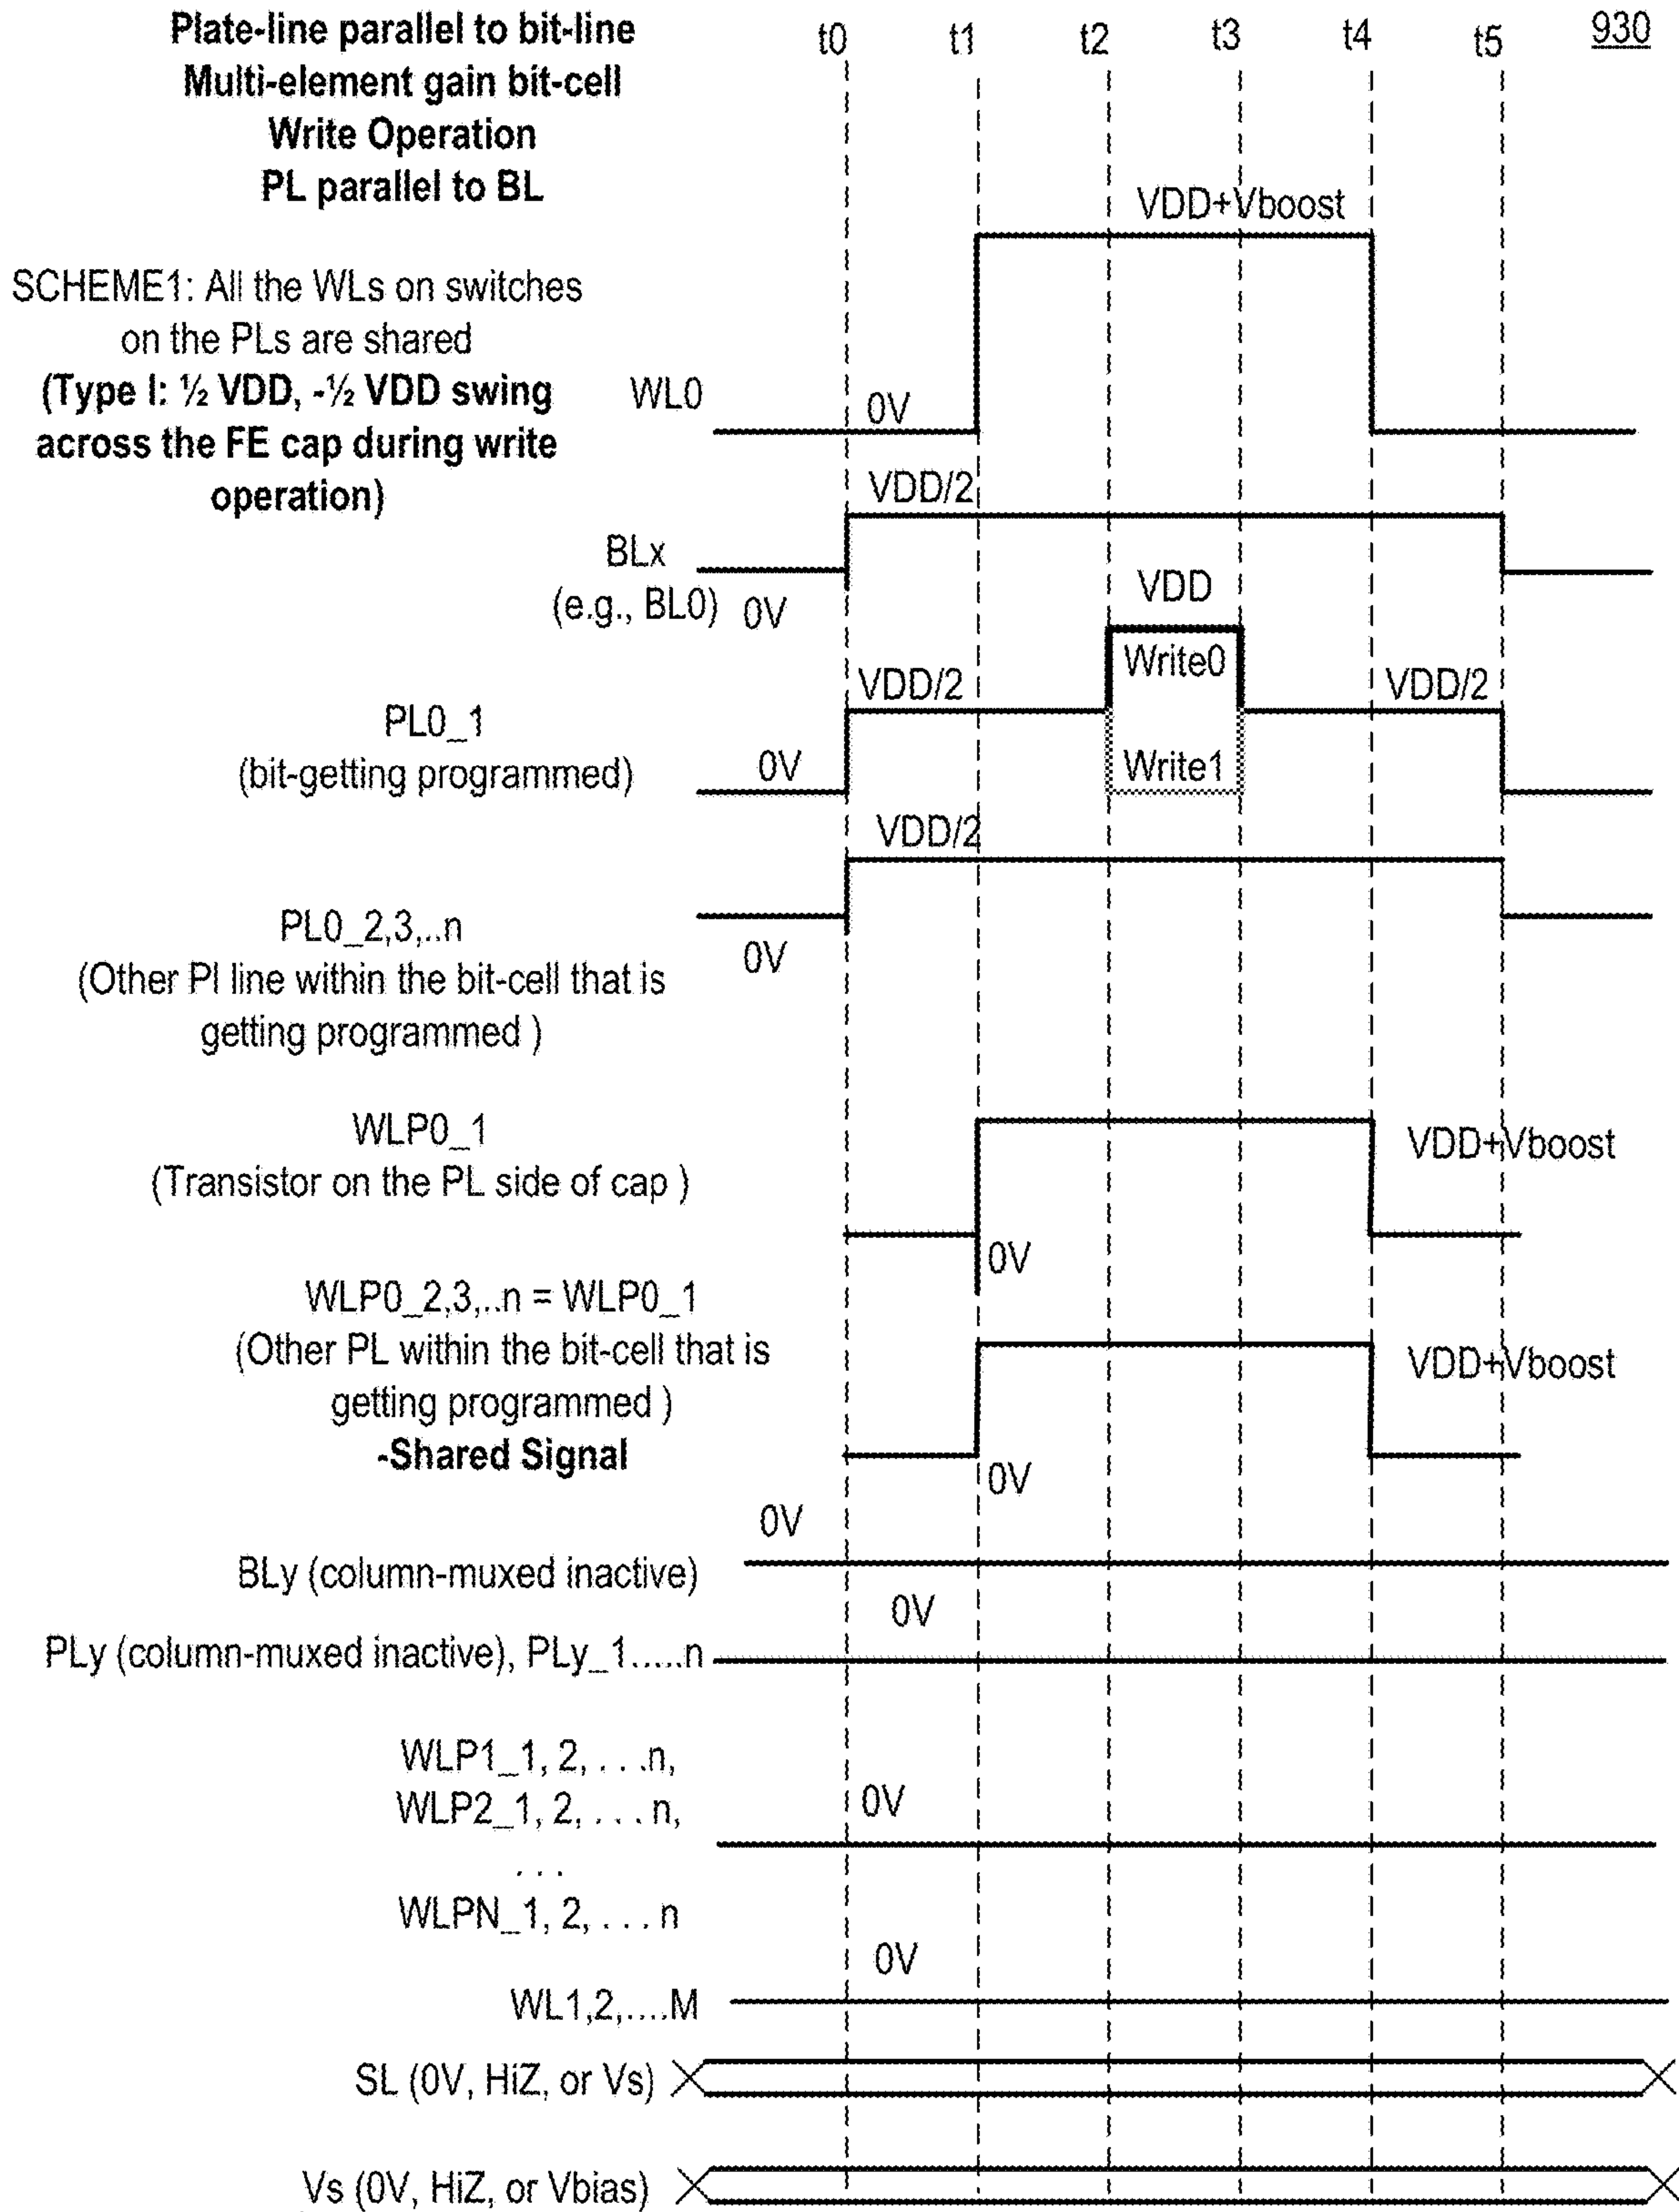 Plate-line parallel to bit-line
Multi-element gain bit-cell
Write Operation
PL parallel to BL
t0 t1 t2 t3 t4 t5 930
VDD+Vboost
SCHEME1: All the WLs on switches
on the PLs are shared
(Type I: ½ VDD, -½ VDD swing
across the FE cap during write
operation)
WL0 0V
VDD/2
BLx
(e.g., BL0) 0V
VDD
Write0
VDD/2 VDD/2
PL0_1
(bit-getting programmed) 0V
Write1
VDD/2
PL0_2,3,..n
0V
(Other Pl line within the bit-cell that is
getting programmed )
WLP0_1
VDD+Vboost
(Transistor on the PL side of cap )
0V
WLP0_2,3,..n = WLP0_1
(Other PL within the bit-cell that is
VDD+Vboost
getting programmed )
-Shared Signal
0V
0V
BLy (column-muxed inactive)
0V
PLy (column-muxed inactive), PLy_1.....n
WLP1_1, 2, . . .n,
WLP2_1, 2, . . . n,
0V
. . .
WLPN_1, 2, . . . n
0V
WL1,2,....M
SL (0V, HiZ, or Vs)
Vs (0V, HiZ, or Vbias)